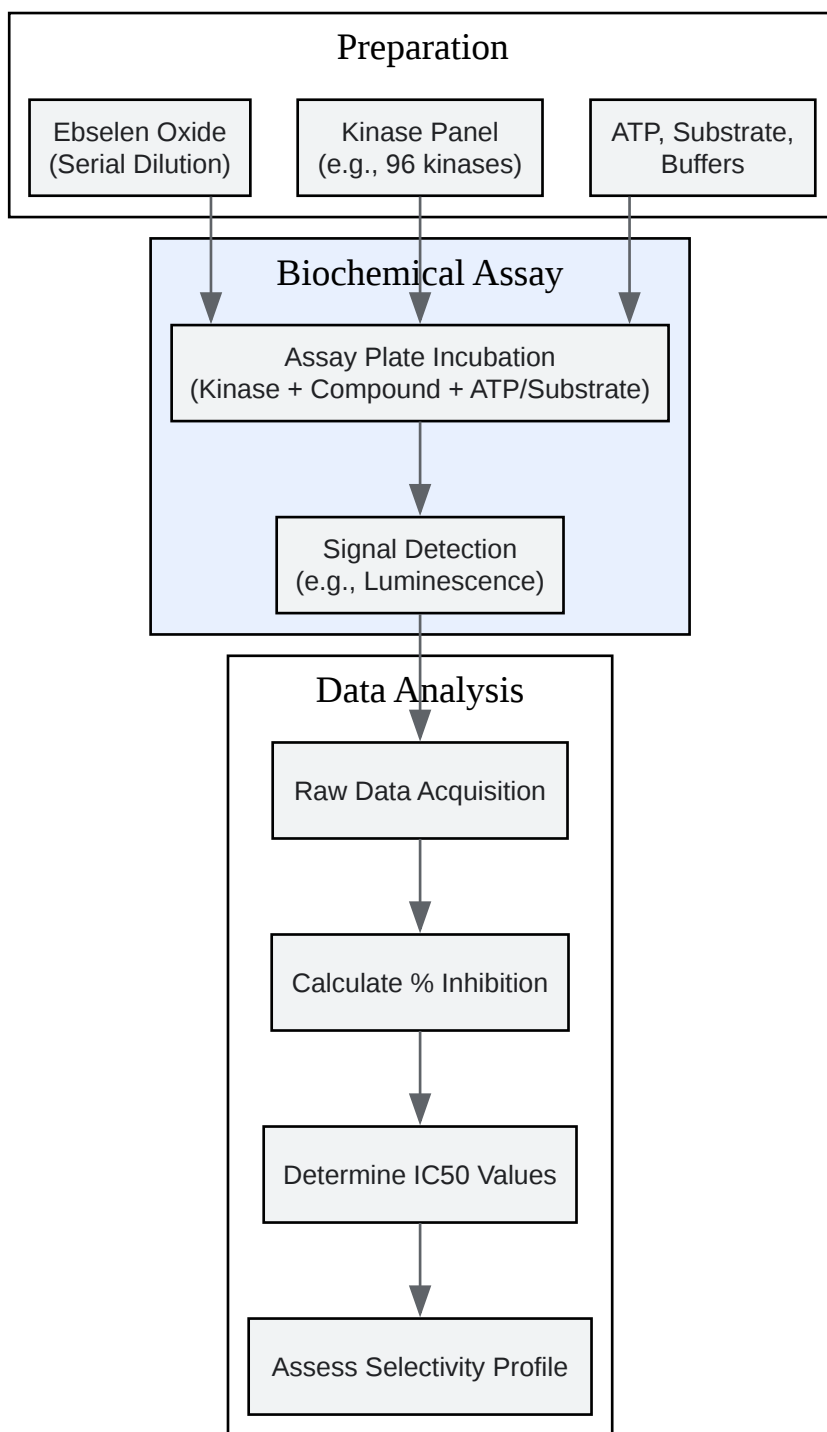 Preparation
Ebselen Oxide
(Serial Dilution)
Kinase Panel
(e.g., 96 kinases)
ATP, Substrate,
Buffers
Biochemical Assay
Assay Plate Incubation
(Kinase + Compound + ATP/Substrate)
Signal Detection
(e.g., Luminescence)
Data Analysis
Raw Data Acquisition
Calculate % Inhibition
Determine IC50 Values
Assess Selectivity Profile